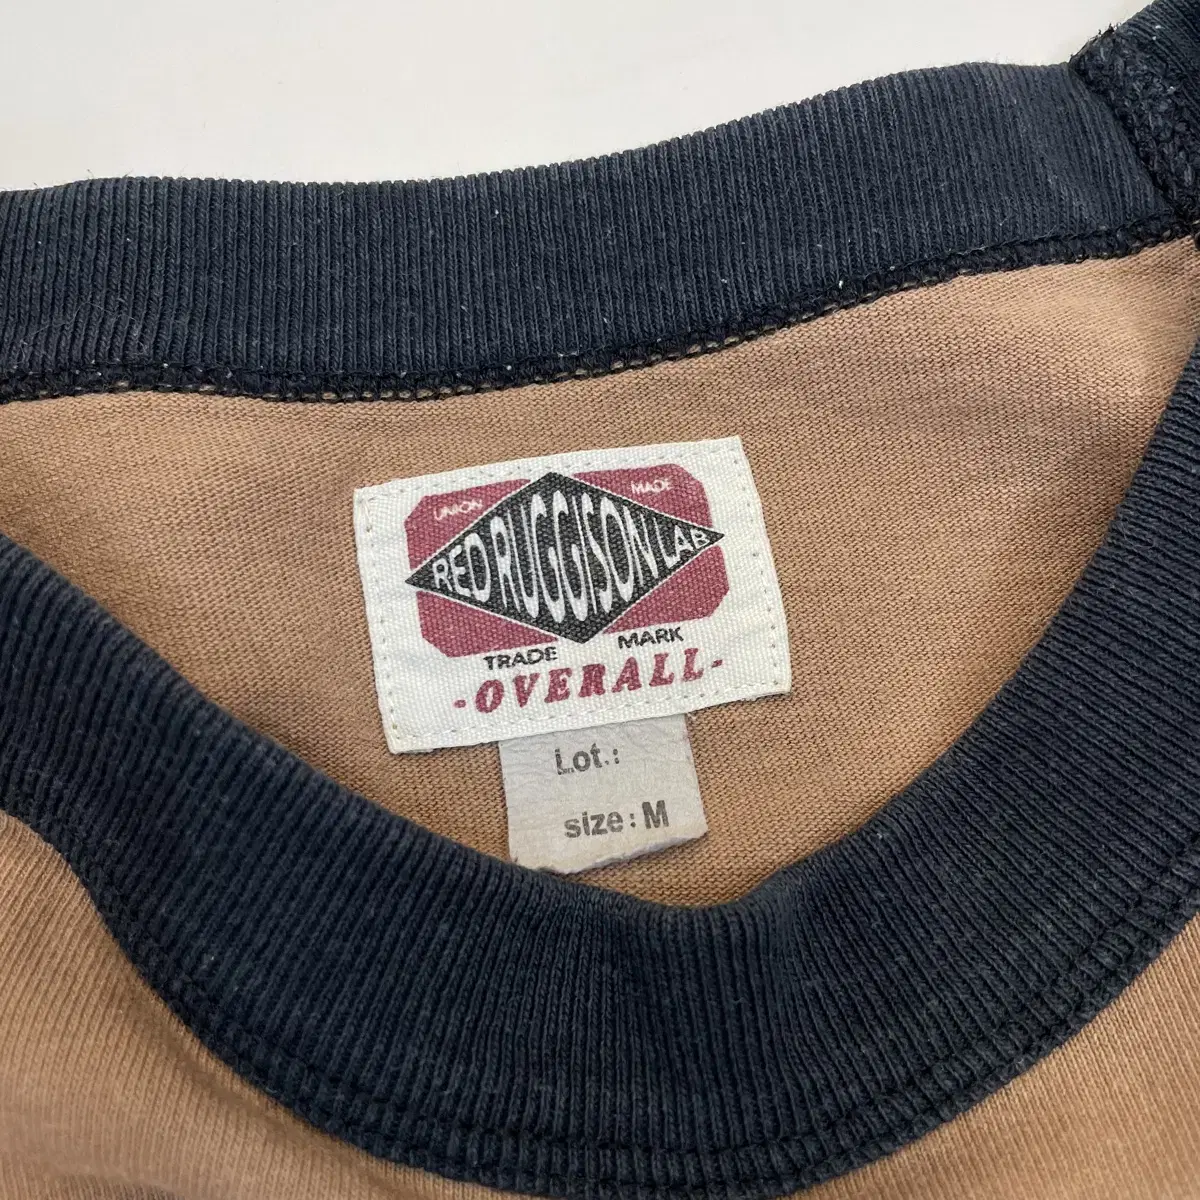 UNION MADE
RED RUGGISON LAB
TRADE MARK
-OVERALL-
Lot.:
size: M